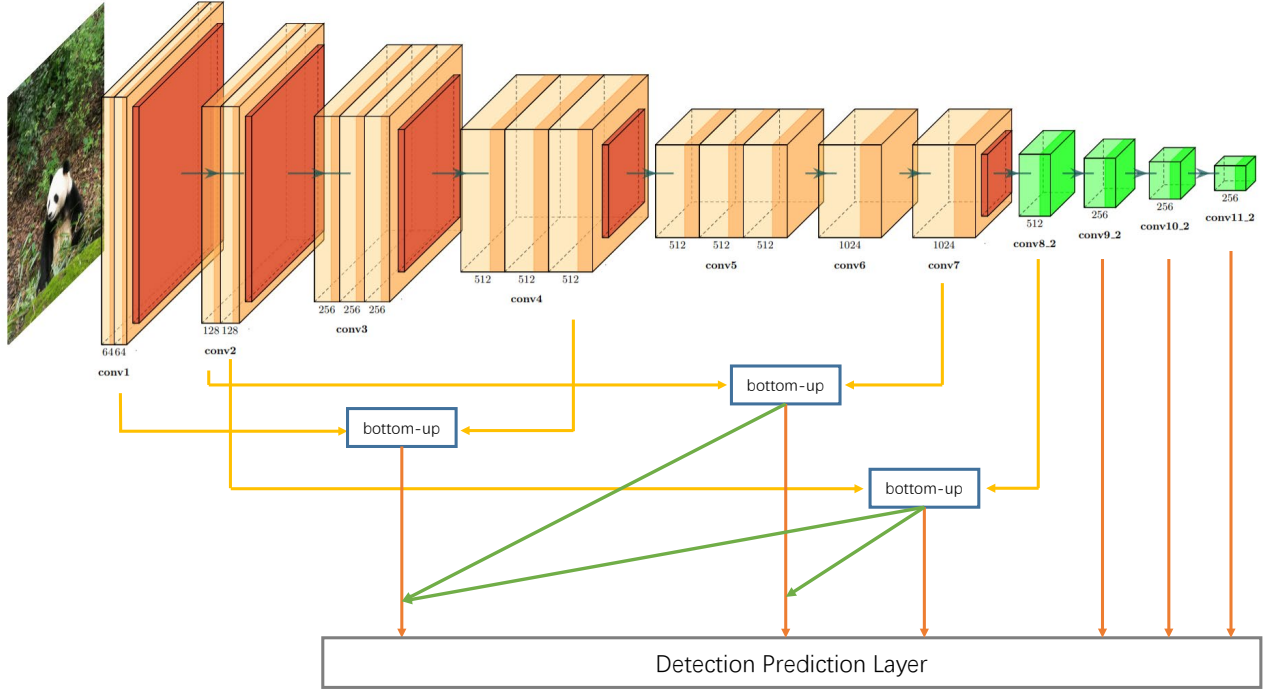 64 64
conv1
128 128
conv2
256 256 256
conv3
512 512 512
conv4
512 512 512
conv5
1024
conv6
1024
conv7
512
conv8_2
256
conv9_2
256
conv10_2
256
conv11_2
bottom-up
bottom-up
bottom-up
Detection Prediction Layer